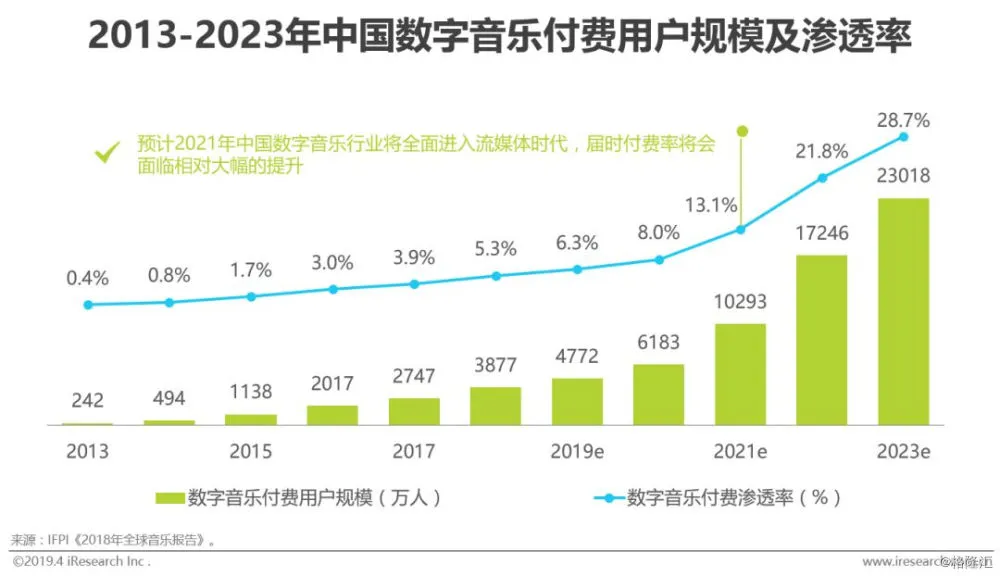 2013-2023年中国数字音乐付费用户规模及渗透率
预计2021年中国数字音乐行业将全面进入流媒体时代，届时付费率将会
面临相对大幅的提升
0.4%
0.8%
1.7%
3.0%
3.9%
5.3%
6.3%
8.0%
13.1%
21.8%
28.7%
242
494
1138
2017
2747
3877
4772
6183
10293
17246
23018
2013
2015
2017
2019e
2021e
2023e
数字音乐付费用户规模（万人）
数字音乐付费渗透率（%）
来源：IFPI《2018年全球音乐报告》。
©2019.4 iResearch Inc .
www.iresearch.com.cn
@格隆汇